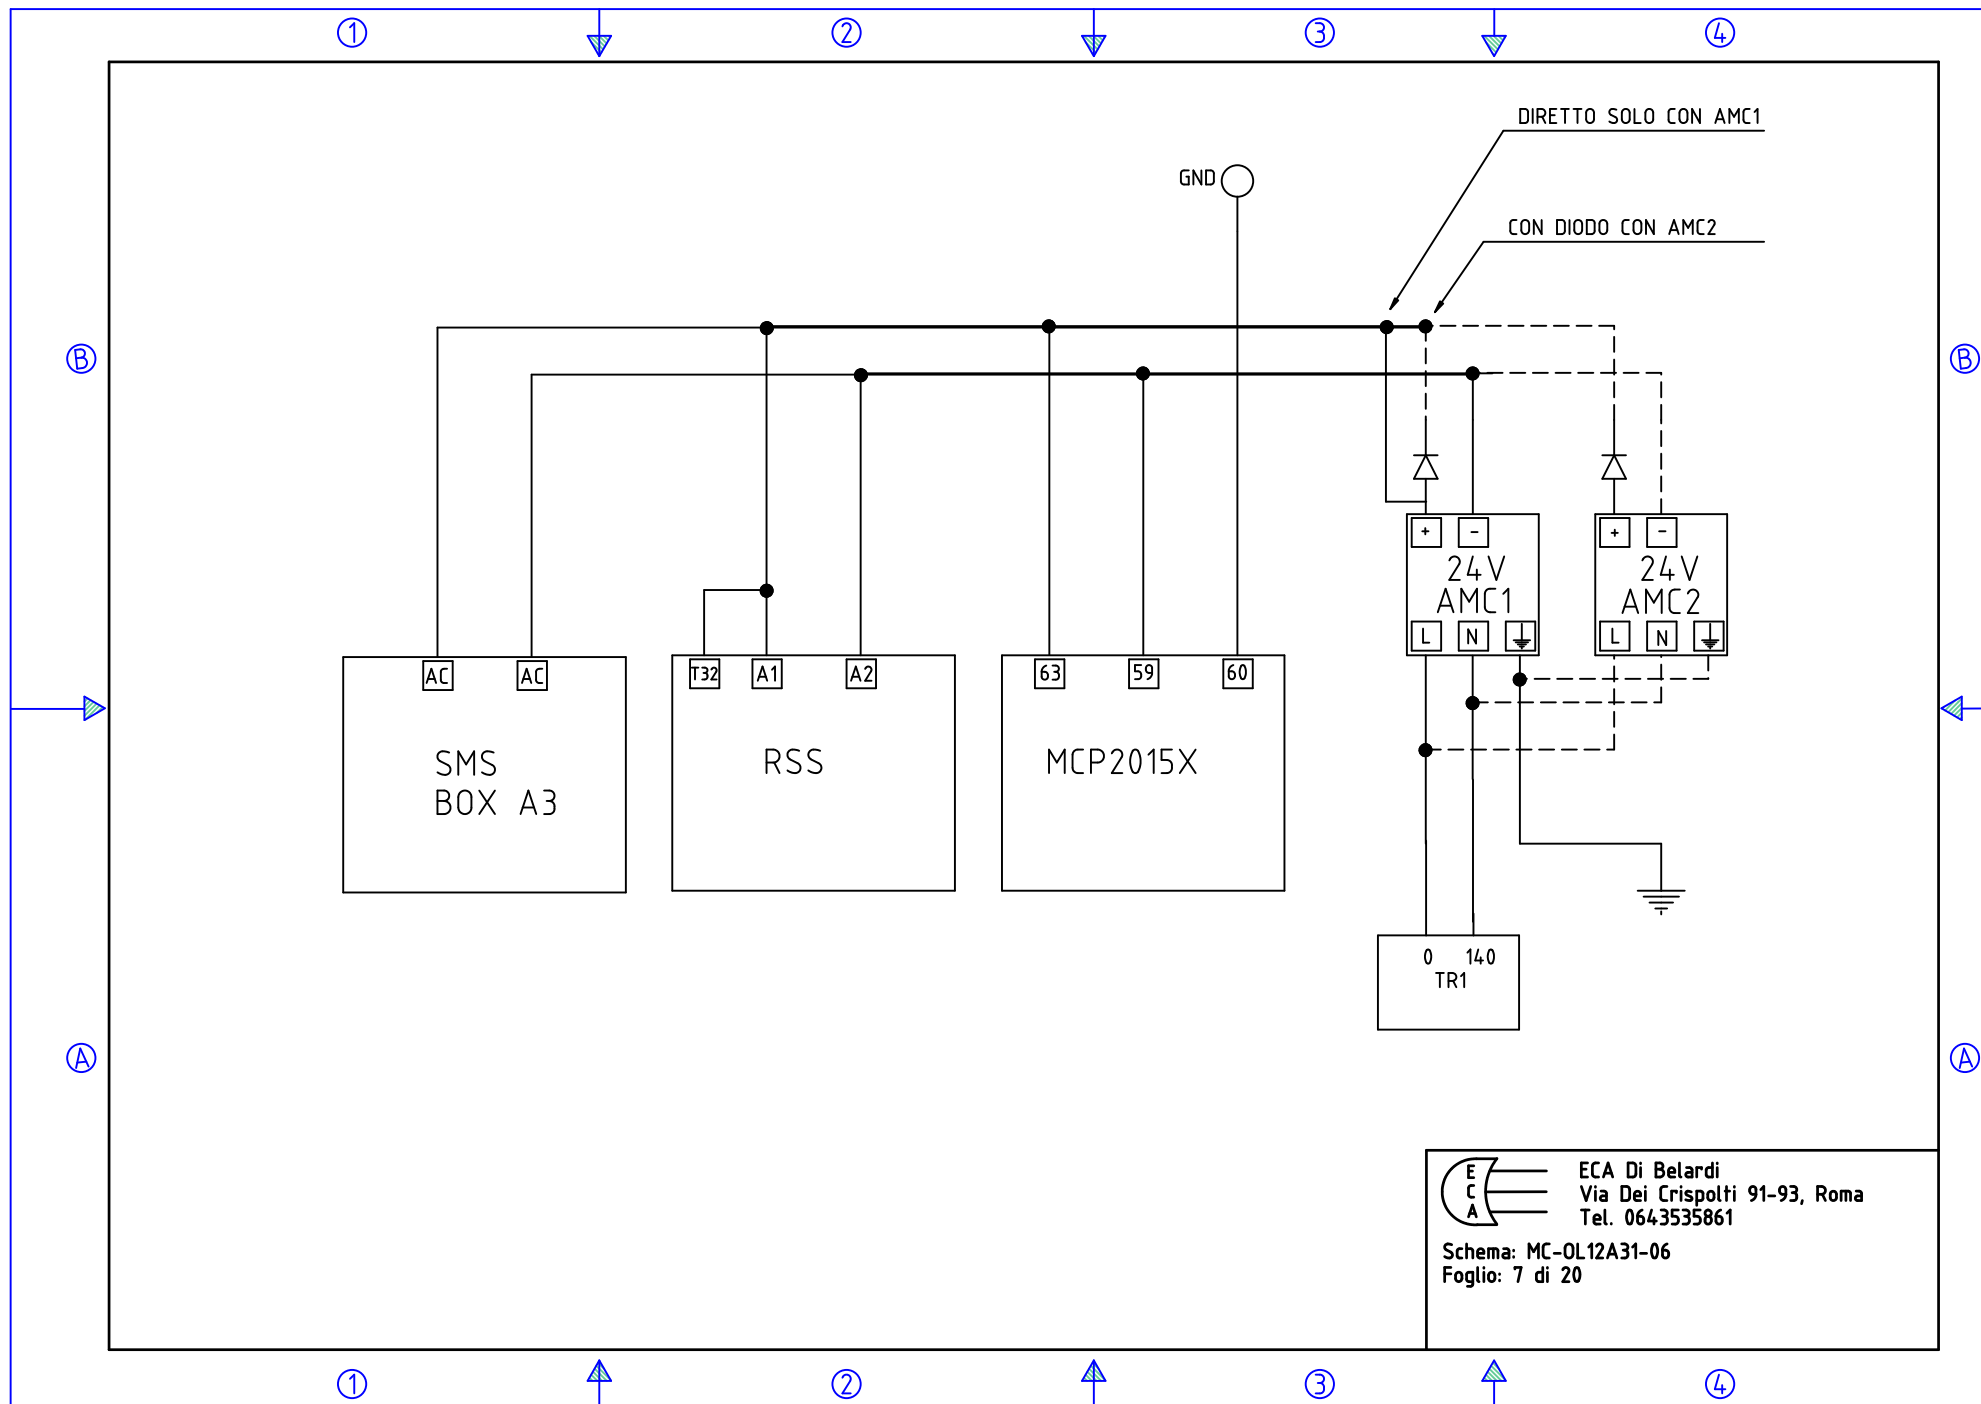 1 2 3 4
DIRETTO SOLO CON AMC1
GND
CON DIODO CON AMC2
B B
+ - + -
24V 24V
AMC1 AMC2
L N L N
AC AC T32 A1 A2 63 59 60
SMS
BOX A3
RSS
MCP2015X
0 140
TR1
A A
E
C
A
ECA Di Belardi
Via Dei Crispolti 91-93, Roma
Tel. 0643535861
Schema: MC-OL12A31-06
Foglio: 7 di 20
1 2 3 4